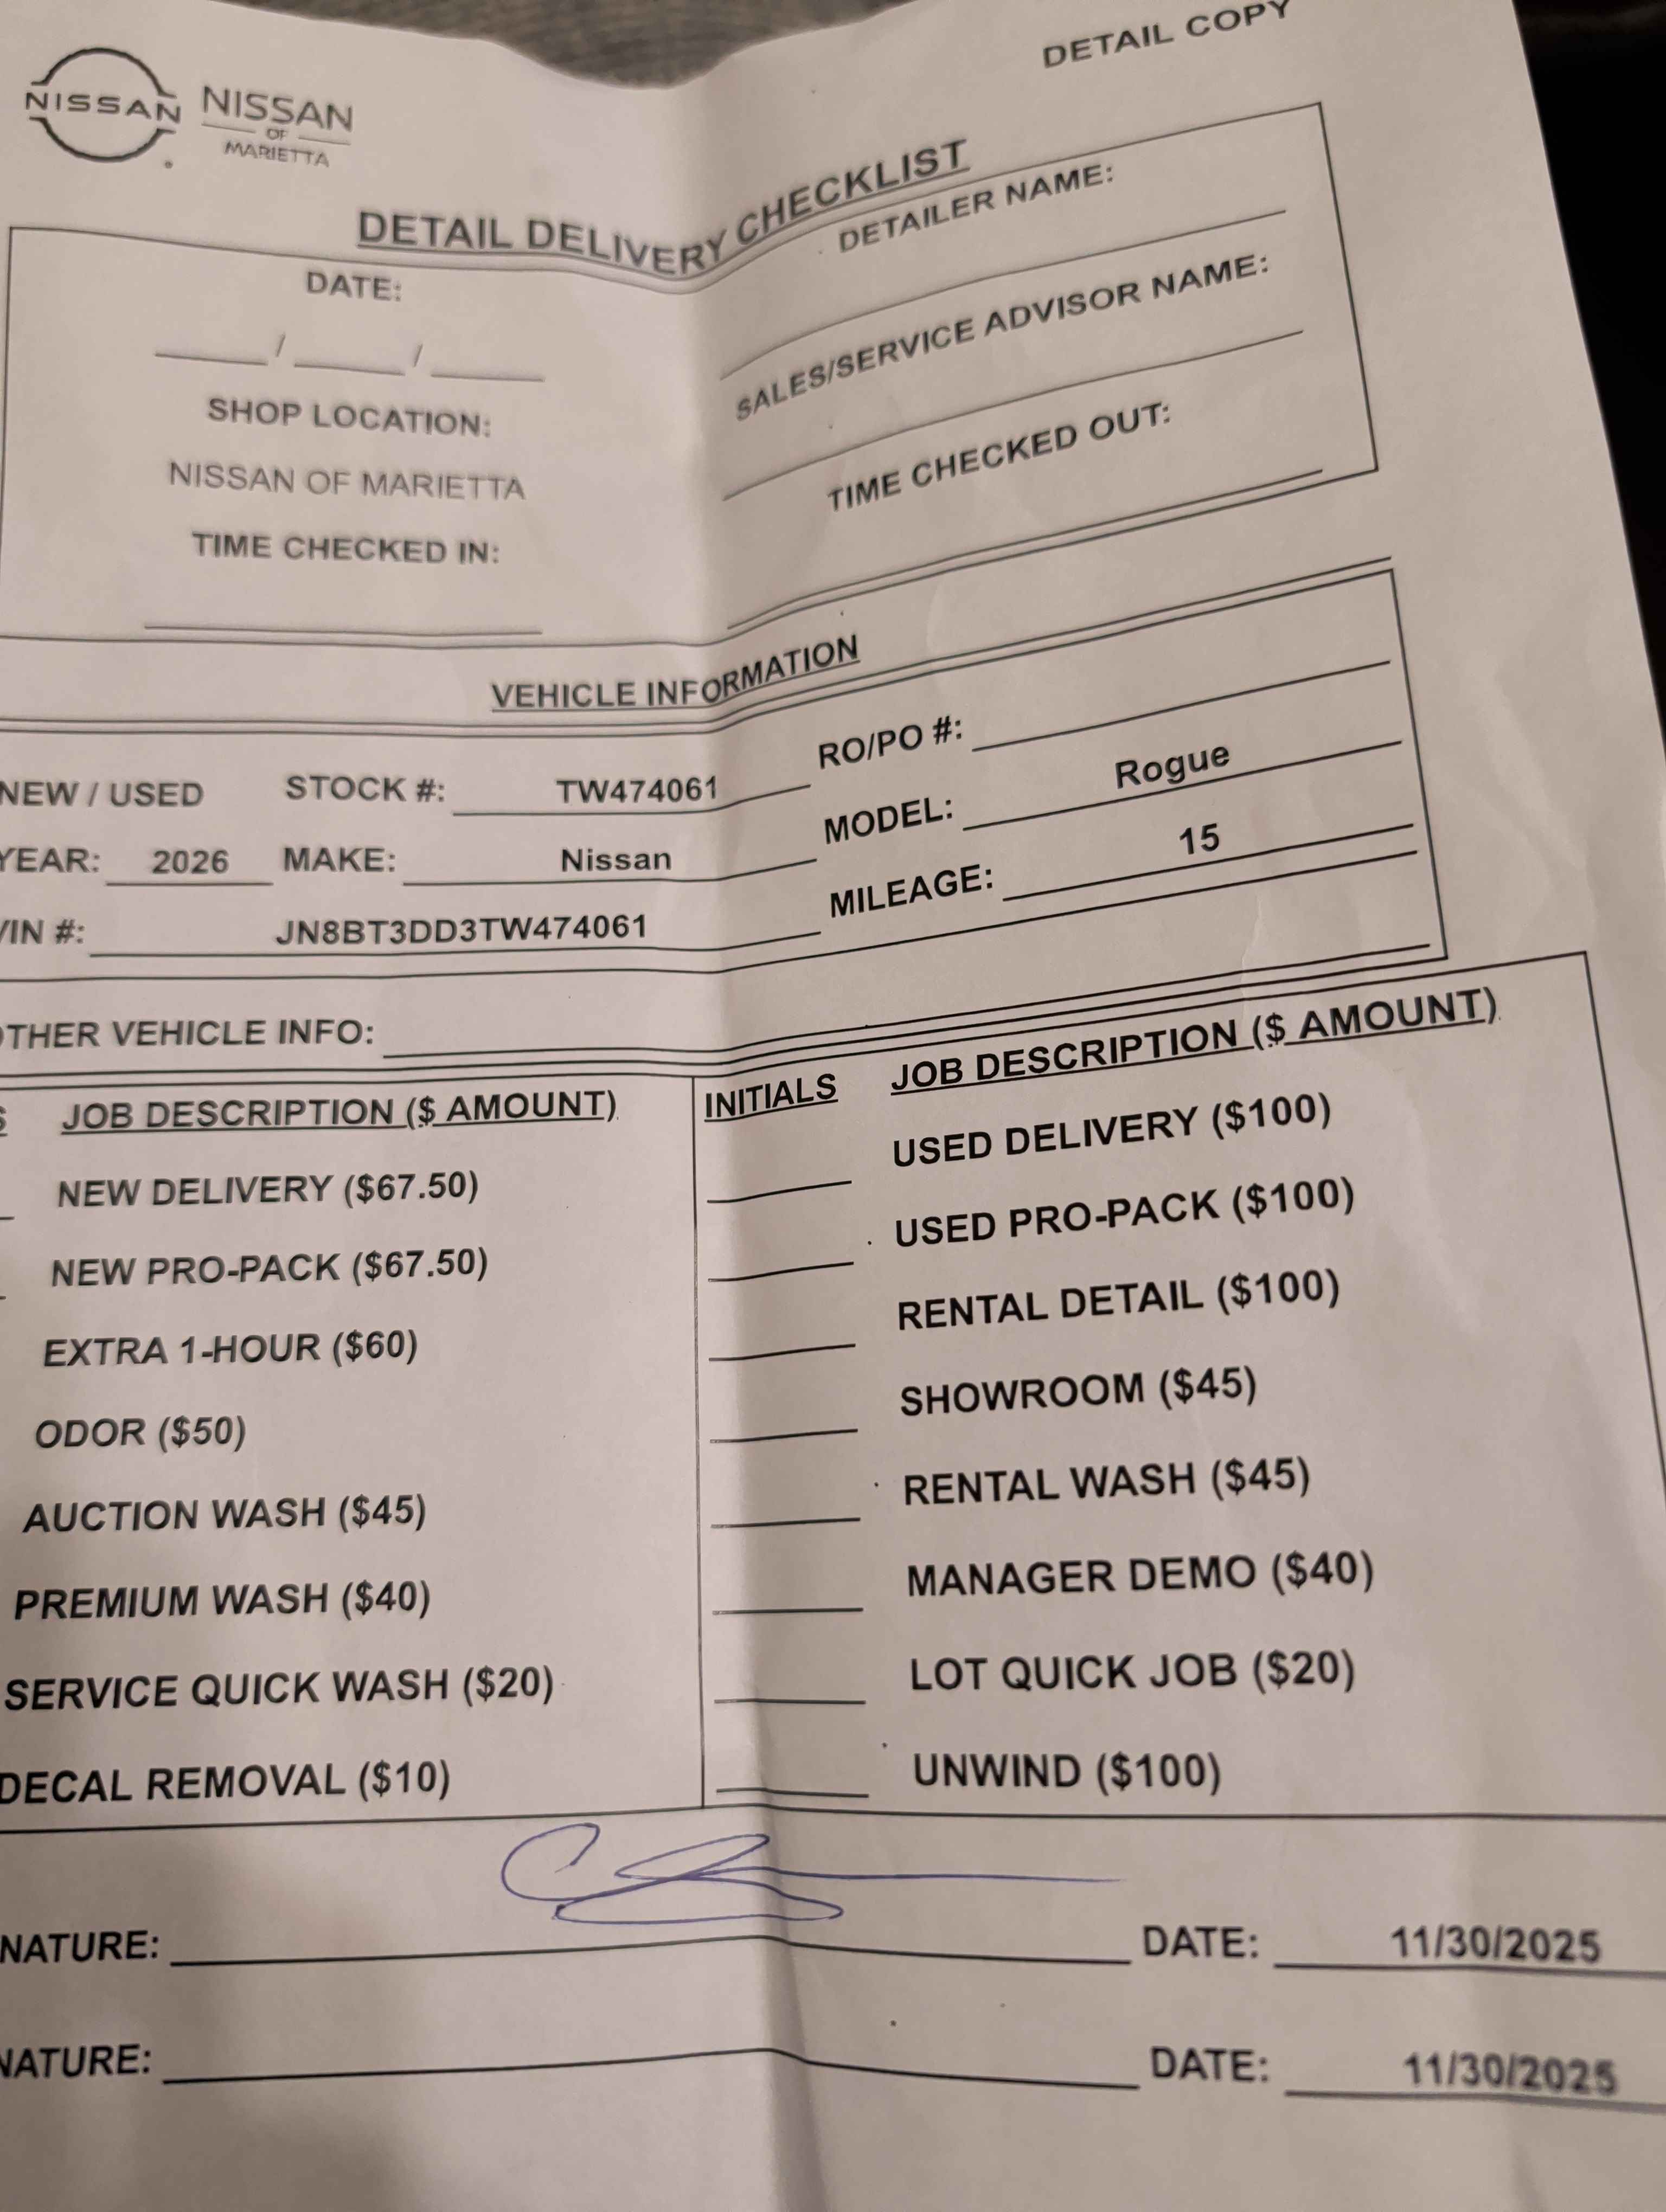 DETAIL COPY
NISSAN NISSAN
OF
MARIETTA
DETAIL DELIVERY CHECKLIST
DATE: DETAILER NAME:
/ /
SHOP LOCATION: SALES/SERVICE ADVISOR NAME:
NISSAN OF MARIETTA
TIME CHECKED IN: TIME CHECKED OUT:
VEHICLE INFORMATION
NEW / USED STOCK #: TW474061 RO/PO #:
YEAR: 2026 MAKE: Nissan MODEL: Rogue
VIN #: JN8BT3DD3TW474061 MILEAGE: 15
OTHER VEHICLE INFO:
S JOB DESCRIPTION ($ AMOUNT) INITIALS JOB DESCRIPTION ($ AMOUNT)
NEW DELIVERY ($67.50) USED DELIVERY ($100)
NEW PRO-PACK ($67.50) USED PRO-PACK ($100)
EXTRA 1-HOUR ($60) RENTAL DETAIL ($100)
ODOR ($50) SHOWROOM ($45)
AUCTION WASH ($45) RENTAL WASH ($45)
PREMIUM WASH ($40) MANAGER DEMO ($40)
SERVICE QUICK WASH ($20) LOT QUICK JOB ($20)
DECAL REMOVAL ($10) UNWIND ($100)
NATURE: DATE: 11/30/2025
NATURE: DATE: 11/30/2025